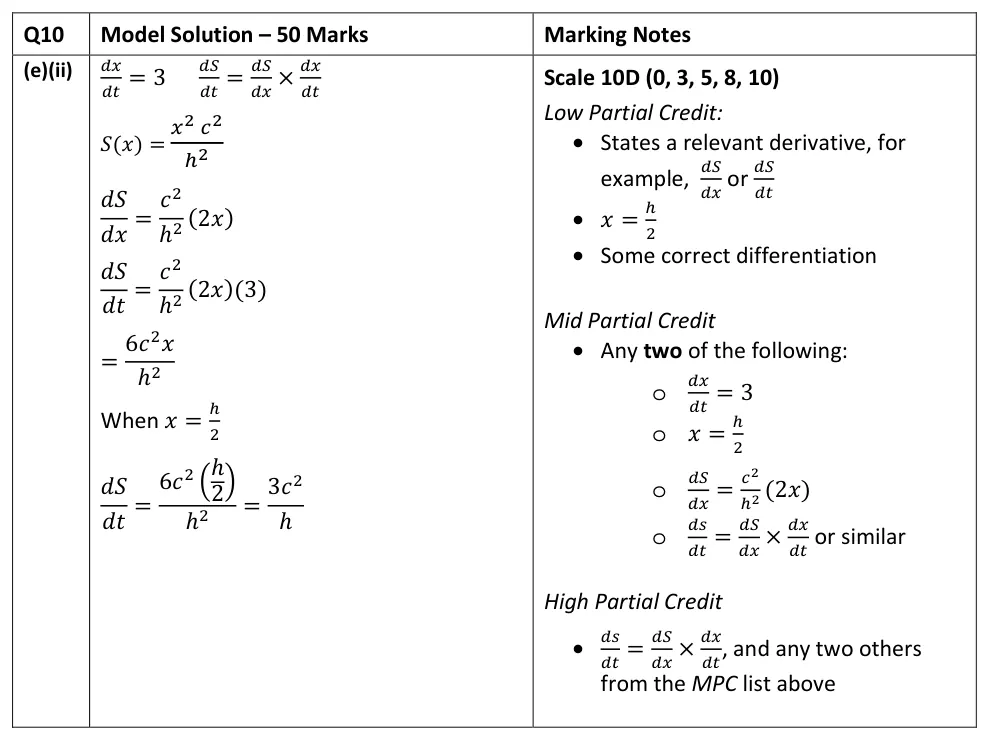 Q10
Model Solution – 50 Marks
Marking Notes
(e)(ii)
dx/dt = 3    dS/dt = dS/dx × dx/dt
S(x) = x² c²/h²
dS/dx = c²/h² (2x)
dS/dt = c²/h² (2x)(3)
= 6c²x/h²
When x = h/2
dS/dt = 6c² (h/2)/h² = 3c²/h
Scale 10D (0, 3, 5, 8, 10)
Low Partial Credit:
• States a relevant derivative, for
example, dS/dx or dS/dt
• x = h/2
• Some correct differentiation
Mid Partial Credit
• Any two of the following:
o dx/dt = 3
o x = h/2
o dS/dx = c²/h² (2x)
o ds/dt = dS/dx × dx/dt or similar
High Partial Credit
• ds/dt = dS/dx × dx/dt, and any two others
from the MPC list above